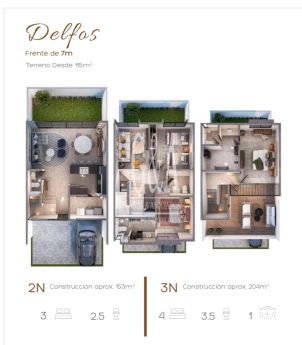 Delfos
Frente de 7m
Terreno Desde 115m²
2N Construcción aprox. 153m²
3 2.5
3N Construcción aprox. 204m²
4 3.5 1